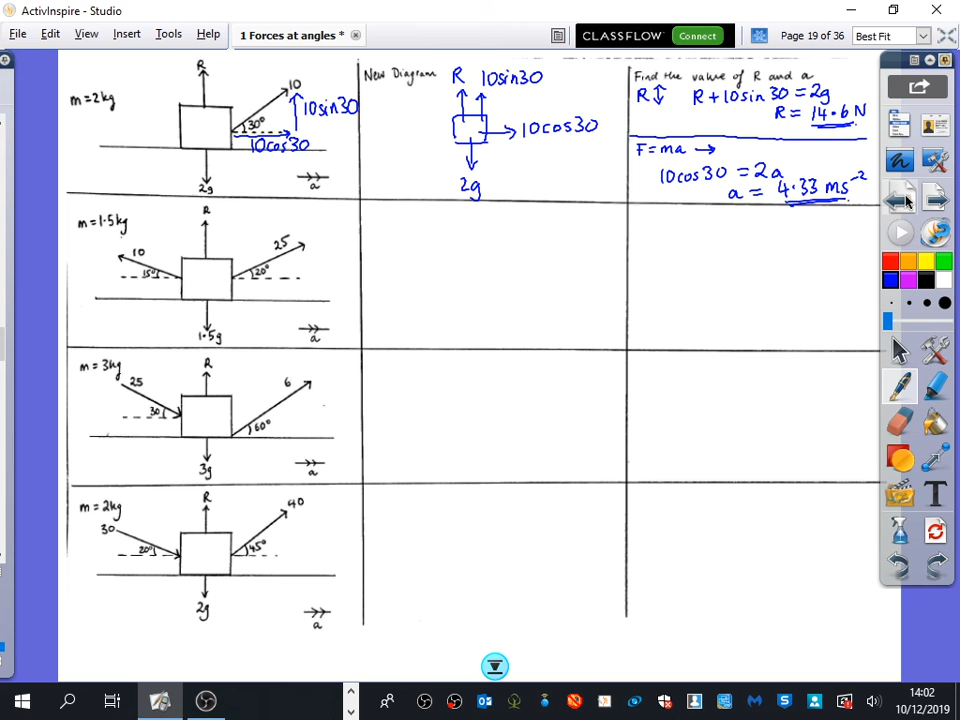 ActivInspire - Studio
File Edit View Insert Tools Help
1 Forces at angles *
CLASSFLOW Connect
Page 19 of 36
Best Fit
m = 2kg
R
10
10sin30
30°
10cos30
2g
a
New Diagram
R 10sin30
10cos30
2g
Find the value of R and a
R↕ R + 10sin30 = 2g
R = 14.6 N
F = ma →
10cos30 = 2a
a = 4.33 ms⁻²
m = 1.5kg
R
10
25
15°
20°
1.5g
a
m = 3kg
R
25
6
30
60°
3g
a
m = 2kg
R
30
40
20°
45°
2g
a
T
14:02
10/12/2019